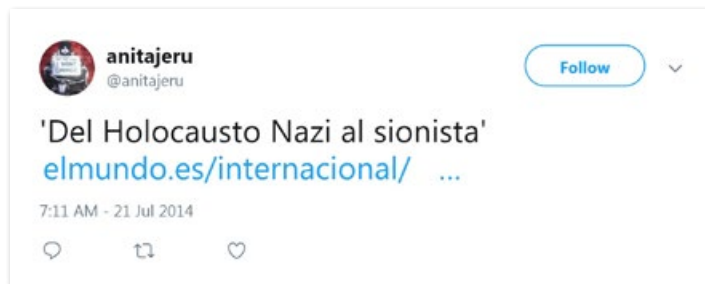 anitajeru
@anitajeru
Follow
'Del Holocausto Nazi al sionista'
elmundo.es/internacional/ ...
7:11 AM - 21 Jul 2014